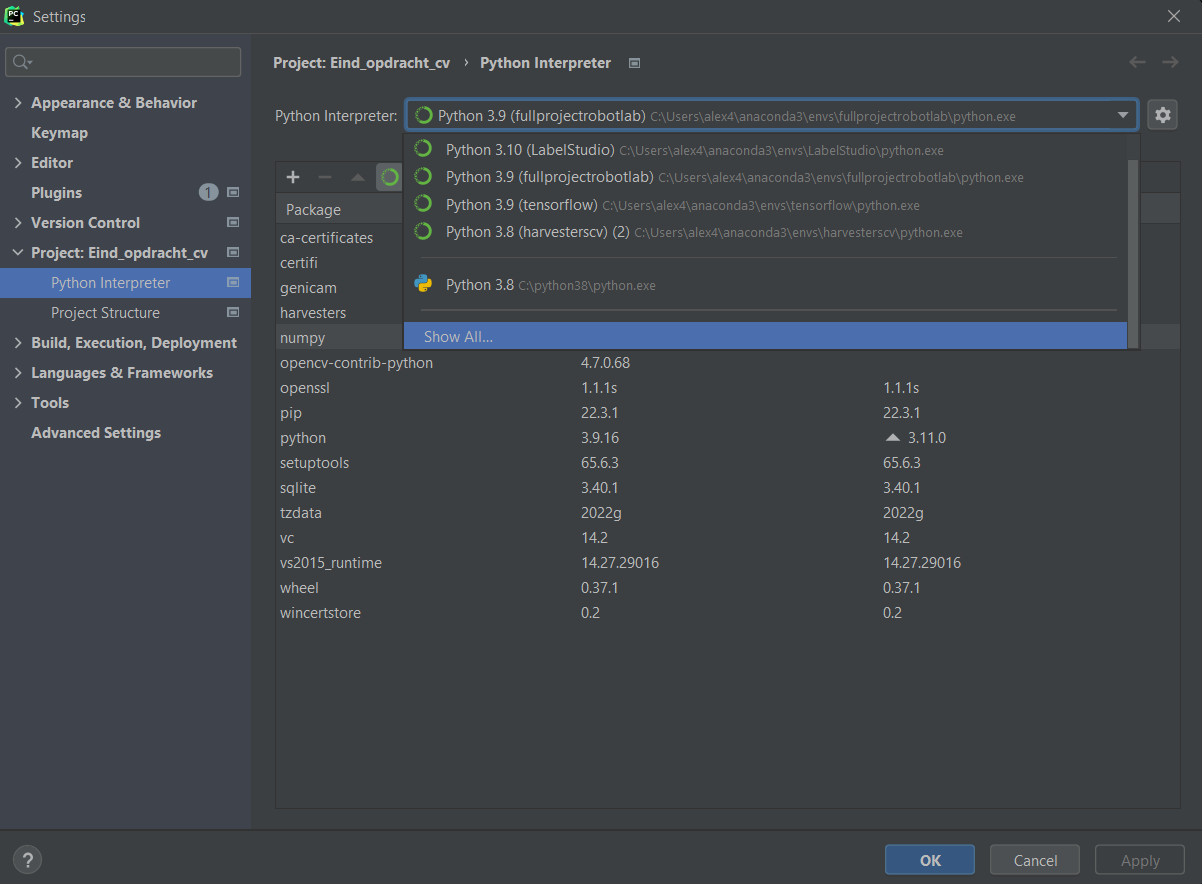 PC Settings
Appearance & Behavior
Keymap
Editor
Plugins 1
Version Control
Project: Eind_opdracht_cv
Python Interpreter
Project Structure
Build, Execution, Deployment
Languages & Frameworks
Tools
Advanced Settings
Project: Eind_opdracht_cv › Python Interpreter
Python Interpreter: Python 3.9 (fullprojectrobotlab) C:\Users\alex4\anaconda3\envs\fullprojectrobotlab\python.exe
Python 3.10 (LabelStudio) C:\Users\alex4\anaconda3\envs\LabelStudio\python.exe
Python 3.9 (fullprojectrobotlab) C:\Users\alex4\anaconda3\envs\fullprojectrobotlab\python.exe
Python 3.9 (tensorflow) C:\Users\alex4\anaconda3\envs\tensorflow\python.exe
Python 3.8 (harvesterscv) (2) C:\Users\alex4\anaconda3\envs\harvesterscv\python.exe
Python 3.8 C:\python38\python.exe
Show All...
Package
ca-certificates
certifi
genicam
harvesters
numpy
opencv-contrib-python 4.7.0.68
openssl 1.1.1s 1.1.1s
pip 22.3.1 22.3.1
python 3.9.16 3.11.0
setuptools 65.6.3 65.6.3
sqlite 3.40.1 3.40.1
tzdata 2022g 2022g
vc 14.2 14.2
vs2015_runtime 14.27.29016 14.27.29016
wheel 0.37.1 0.37.1
wincertstore 0.2 0.2
? OK Cancel Apply